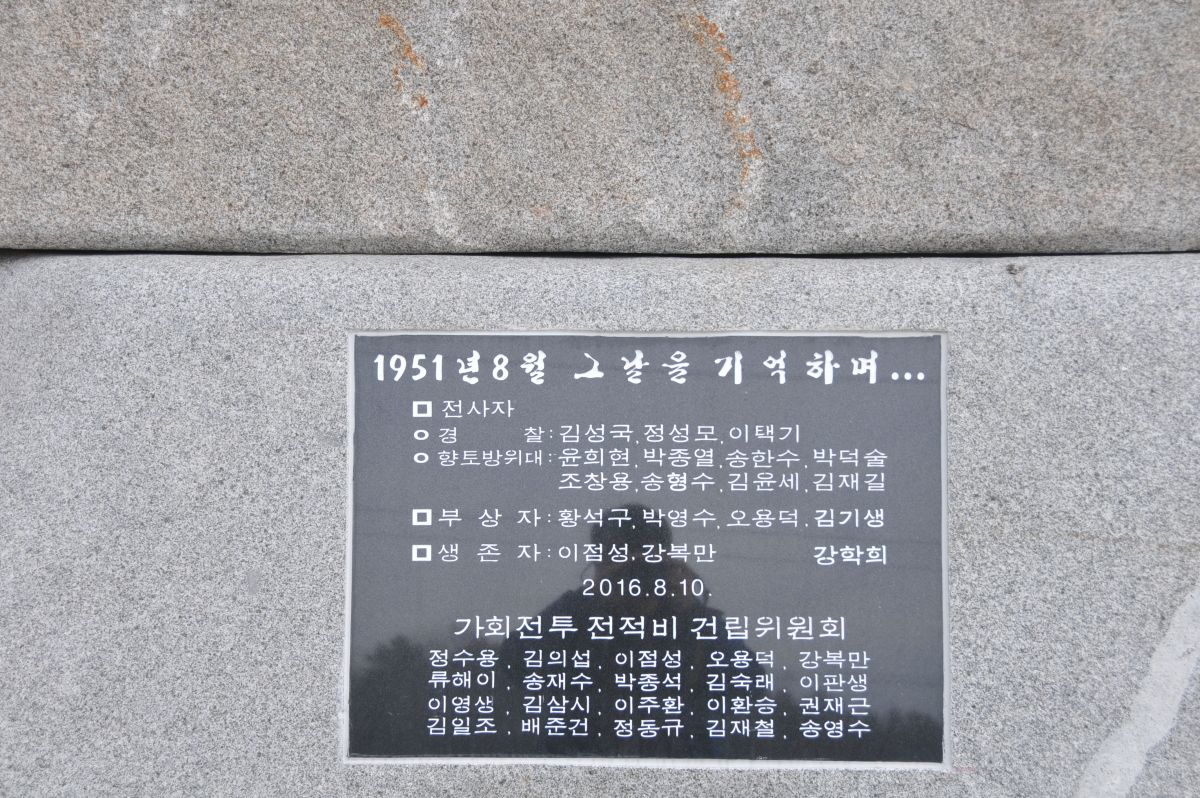 1951년8월 그날을 기억하며...
□ 전사자
○ 경 찰:김성국,정성모,이택기
○ 향토방위대:윤희현,박종열,송한수,박덕술
조창용,송형수,김윤세,김재길
□ 부 상 자:황석구,박영수,오용덕,김기생
□ 생 존 자:이점성,강복만 강학희
2016.8.10.
가회전투 전적비 건립위원회
정수용, 김의섭, 이점성, 오용덕, 강복만
류해이, 송재수, 박종석, 김숙래, 이판생
이영생, 김삼시, 이주환, 이환승, 권재근
김일조, 배준건, 정동규, 김재철, 송영수